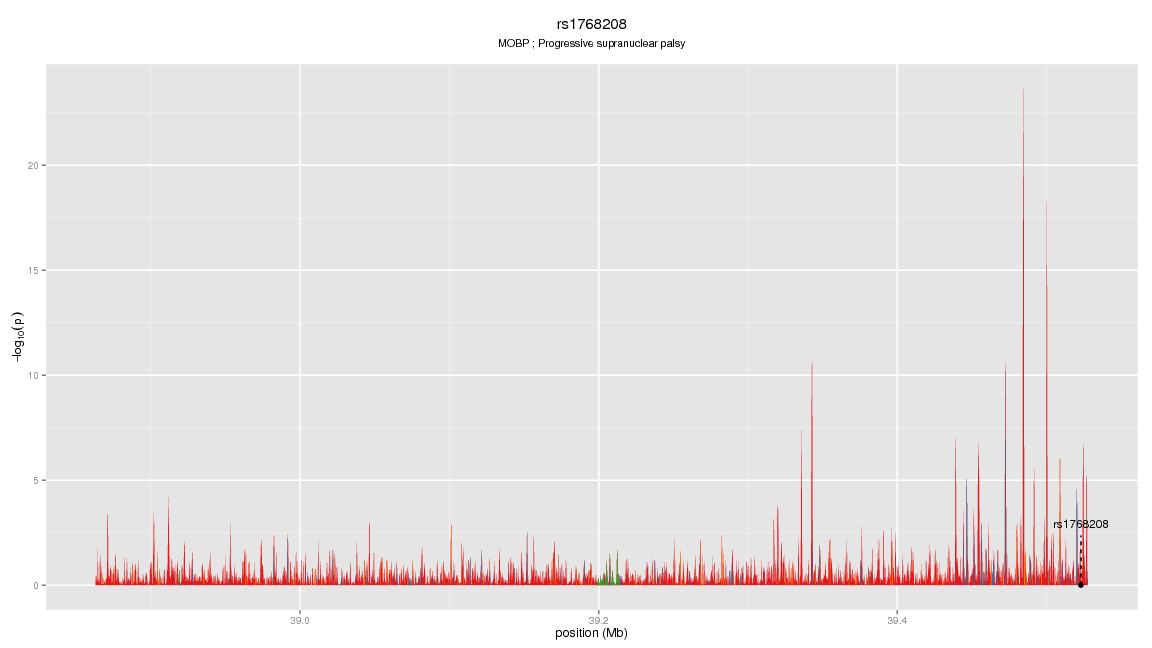 rs1768208
MOBP ; Progressive supranuclear palsy
−log10(p)
20
15
10
5
0
rs1768208
39.0
39.2
39.4
position (Mb)